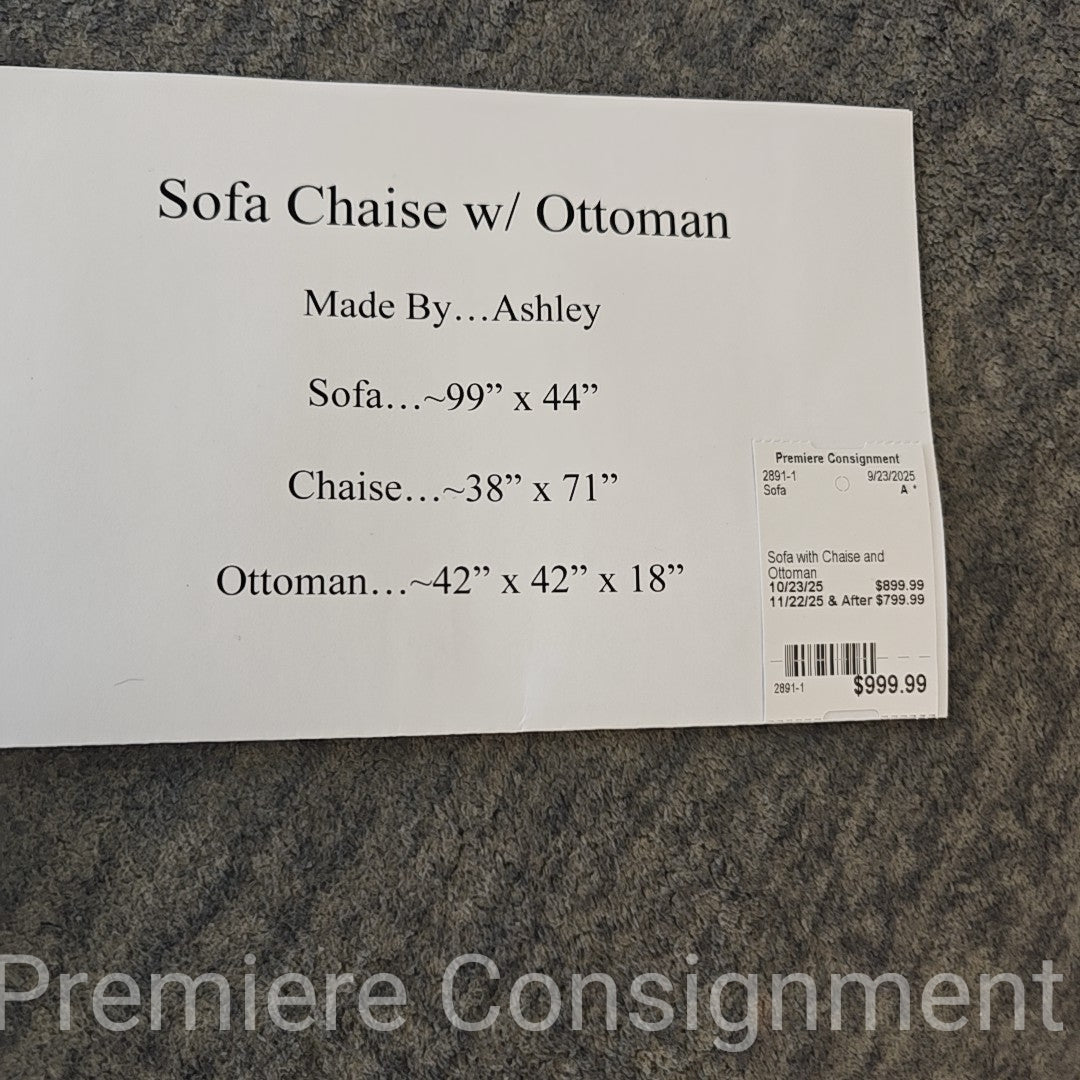 Sofa Chaise w/ Ottoman
Made By…Ashley
Sofa…~99” x 44”
Chaise…~38” x 71”
Ottoman…~42” x 42” x 18”
Premiere Consignment
2891-1 9/23/2025
Sofa A *
Sofa with Chaise and
Ottoman
10/23/25 $899.99
11/22/25 & After $799.99
2891-1 $999.99
Premiere Consignment